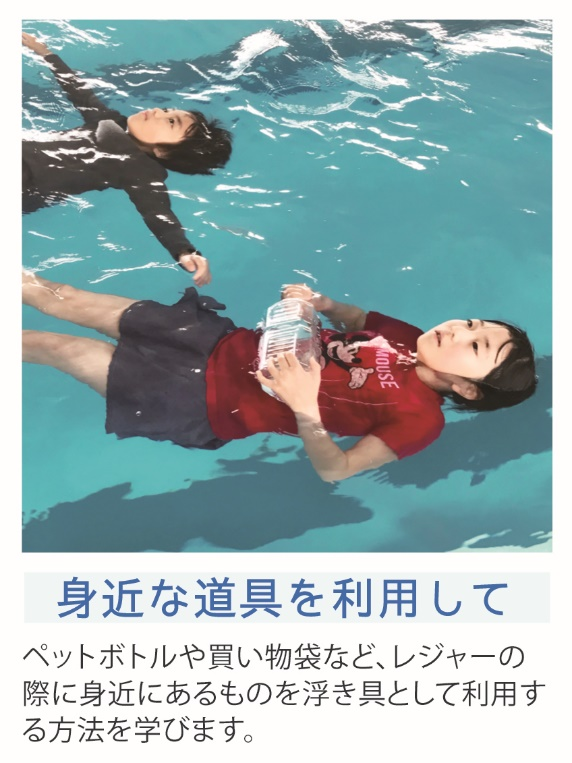 MOUSE
身近な道具を利用して
ペットボトルや買い物袋など、レジャーの
際に身近にあるものを浮き具として利用す
る方法を学びます。